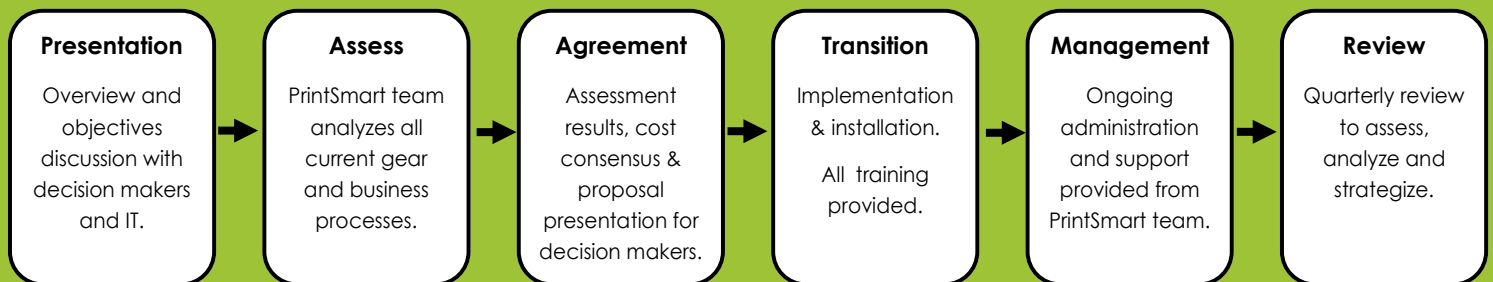 Presentation
Overview and
objectives
discussion with
decision makers
and IT.
Assess
PrintSmart team
analyzes all
current gear
and business
processes.
Agreement
Assessment
results, cost
consensus &
proposal
presentation for
decision makers.
Transition
Implementation
& installation.
All training
provided.
Management
Ongoing
administration
and support
provided from
PrintSmart team.
Review
Quarterly review
to assess,
analyze and
strategize.